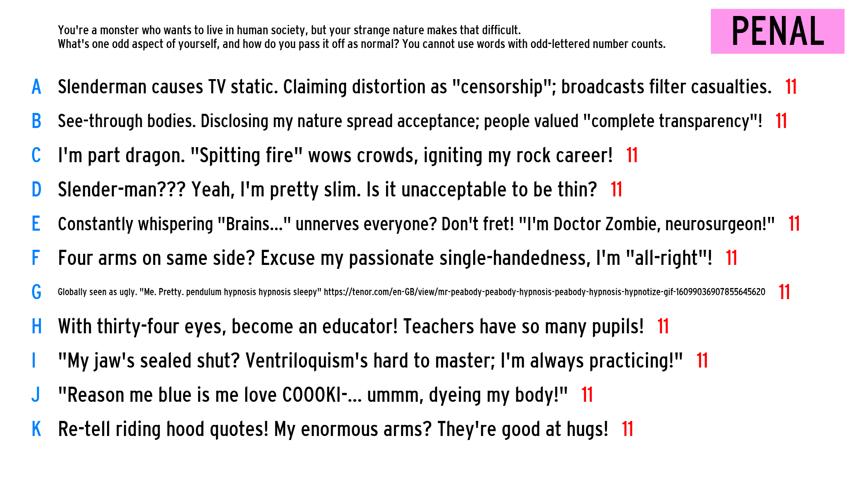 You're a monster who wants to live in human society, but your strange nature makes that difficult.
What's one odd aspect of yourself, and how do you pass it off as normal? You cannot use words with odd-lettered number counts.
PENAL
A Slenderman causes TV static. Claiming distortion as "censorship"; broadcasts filter casualties. 11
B See-through bodies. Disclosing my nature spread acceptance; people valued "complete transparency"! 11
C I'm part dragon. "Spitting fire" wows crowds, igniting my rock career! 11
D Slender-man??? Yeah, I'm pretty slim. Is it unacceptable to be thin? 11
E Constantly whispering "Brains..." unnerves everyone? Don't fret! "I'm Doctor Zombie, neurosurgeon!" 11
F Four arms on same side? Excuse my passionate single-handedness, I'm "all-right"! 11
G Globally seen as ugly. "Me. Pretty. pendulum hypnosis hypnosis sleepy" https://tenor.com/en-GB/view/mr-peabody-peabody-hypnosis-peabody-hypnosis-hypnotize-gif-16099036907855645620 11
H With thirty-four eyes, become an educator! Teachers have so many pupils! 11
I "My jaw's sealed shut? Ventriloquism's hard to master; I'm always practicing!" 11
J "Reason me blue is me love COOOKI-... ummm, dyeing my body!" 11
K Re-tell riding hood quotes! My enormous arms? They're good at hugs! 11